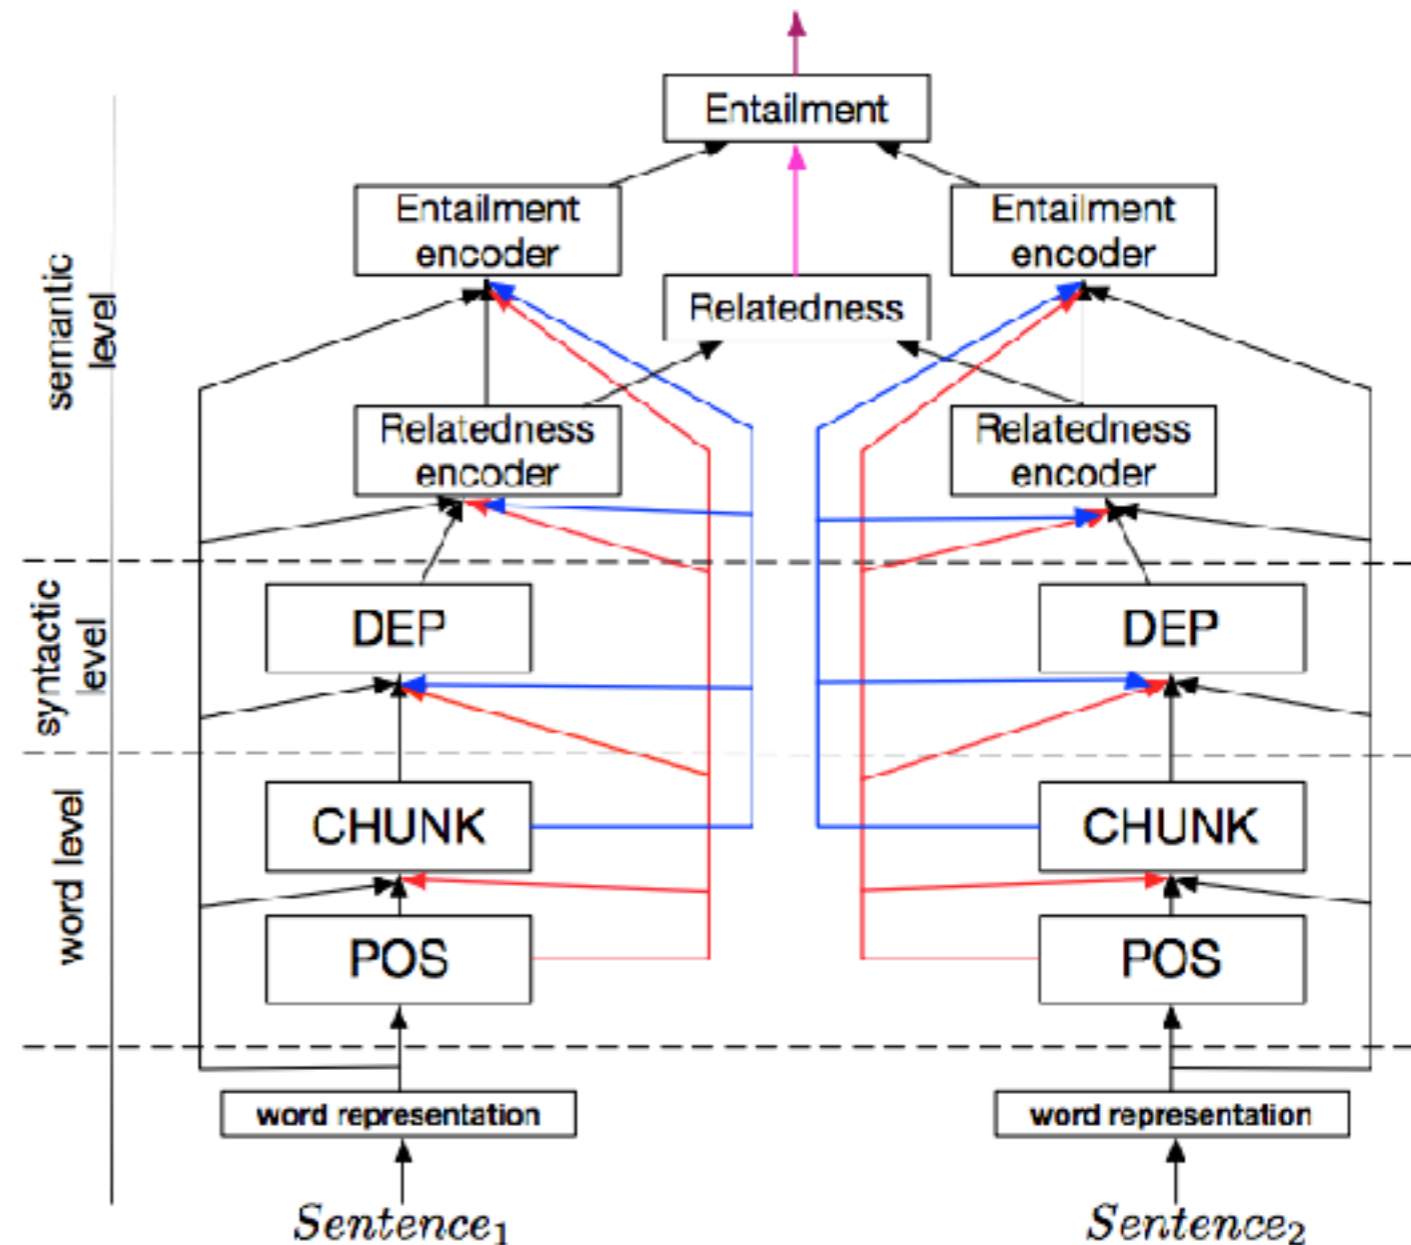 Entailment
Entailment
encoder
Entailment
encoder
Relatedness
semantic
level
Relatedness
encoder
Relatedness
encoder
syntactic
level
DEP
DEP
word level
CHUNK
CHUNK
POS
POS
word representation
word representation
Sentence₁
Sentence₂